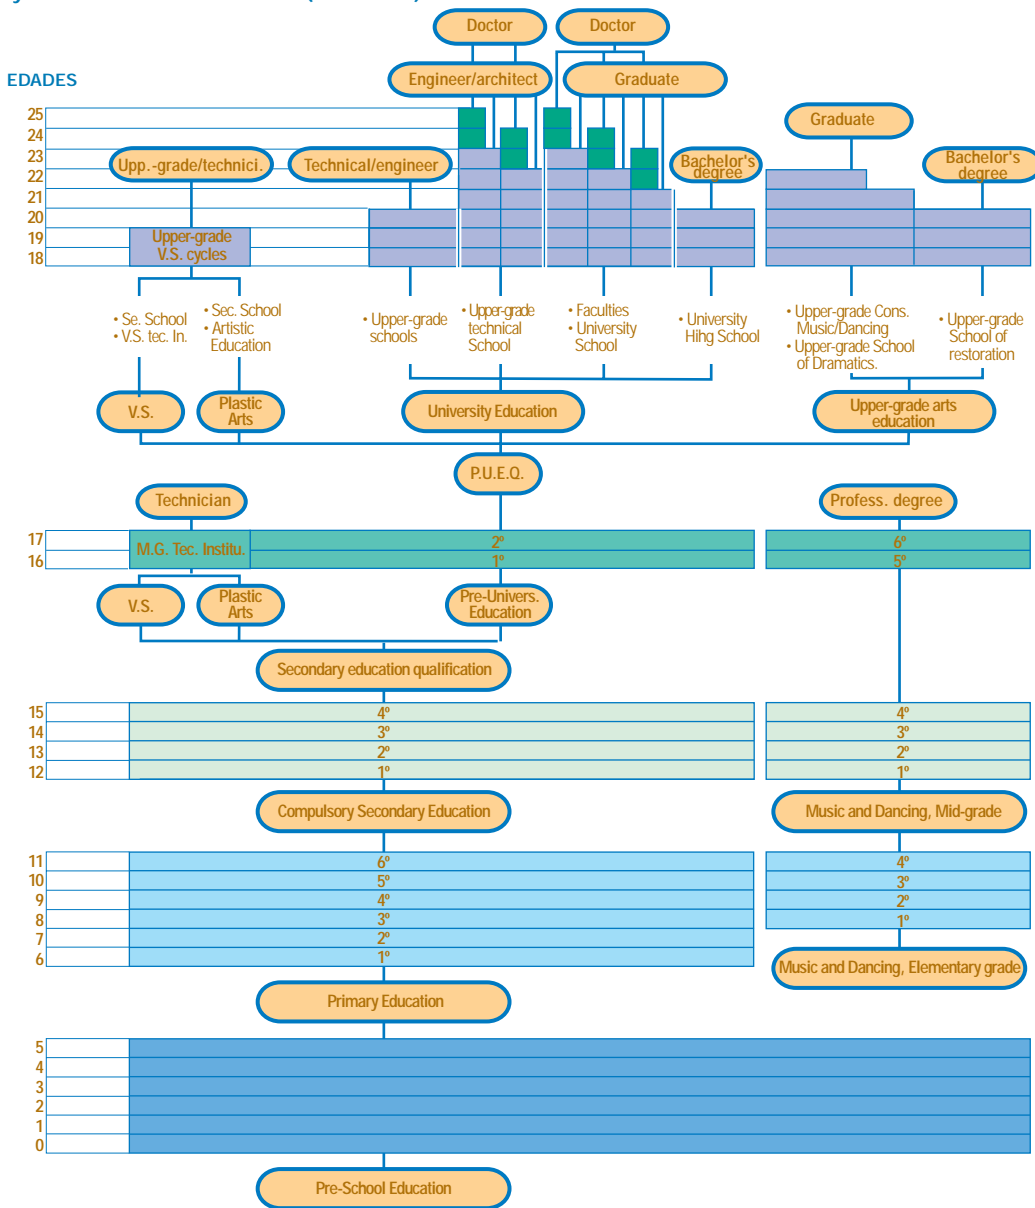 Doctor
Doctor
EDADES
Engineer/architect
Graduate
25
24
23
22
21
20
19
18
Graduate
Upp.-grade/technici.
Technical/engineer
Bachelor's
degree
Bachelor's
degree
Upper-grade
V.S. cycles
• Se. School
• V.S. tec. In.
• Sec. School
• Artistic
Education
• Upper-grade
schools
• Upper-grade
technical
School
• Faculties
• University
School
• University
Hihg School
• Upper-grade Cons.
Music/Dancing
• Upper-grade School
of Dramatics.
• Upper-grade
School of
restoration
V.S.
Plastic
Arts
University Education
Upper-grade arts
education
P.U.E.Q.
Technician
Profess. degree
17
16
M.G. Tec. Institu.
2º
1º
6º
5º
V.S.
Plastic
Arts
Pre-Univers.
Education
Secondary education qualification
15
14
13
12
4º
3º
2º
1º
4º
3º
2º
1º
Compulsory Secondary Education
Music and Dancing, Mid-grade
11
10
9
8
7
6
6º
5º
4º
3º
2º
1º
4º
3º
2º
1º
Music and Dancing, Elementary grade
Primary Education
5
4
3
2
1
0
Pre-School Education